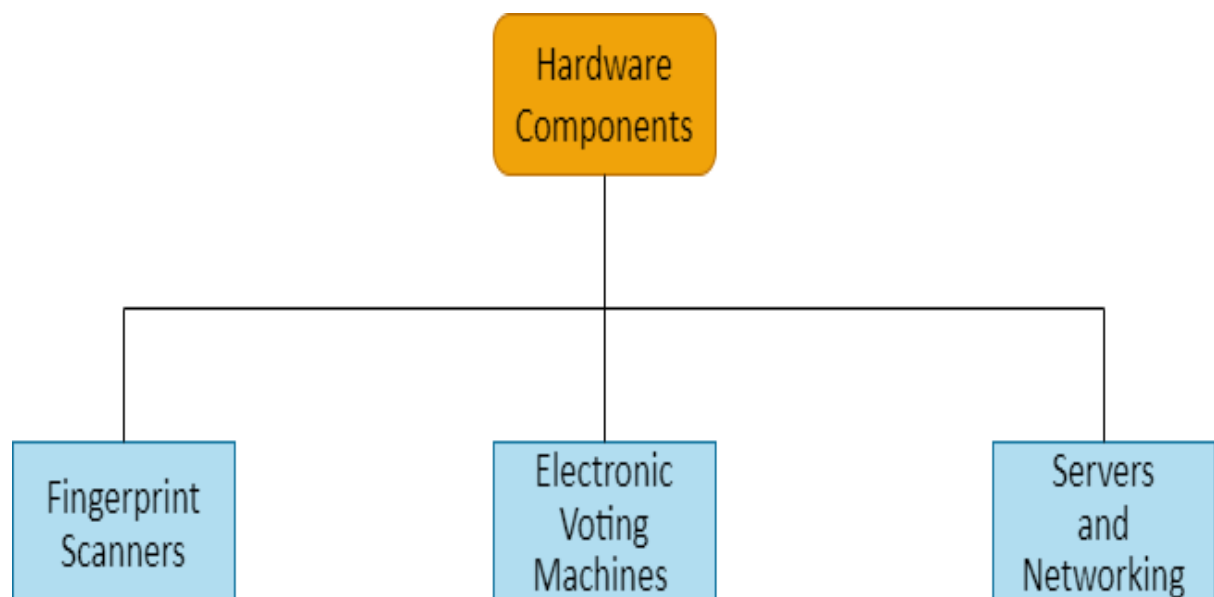 Hardware
Components
Fingerprint
Scanners
Electronic
Voting
Machines
Servers
and
Networking